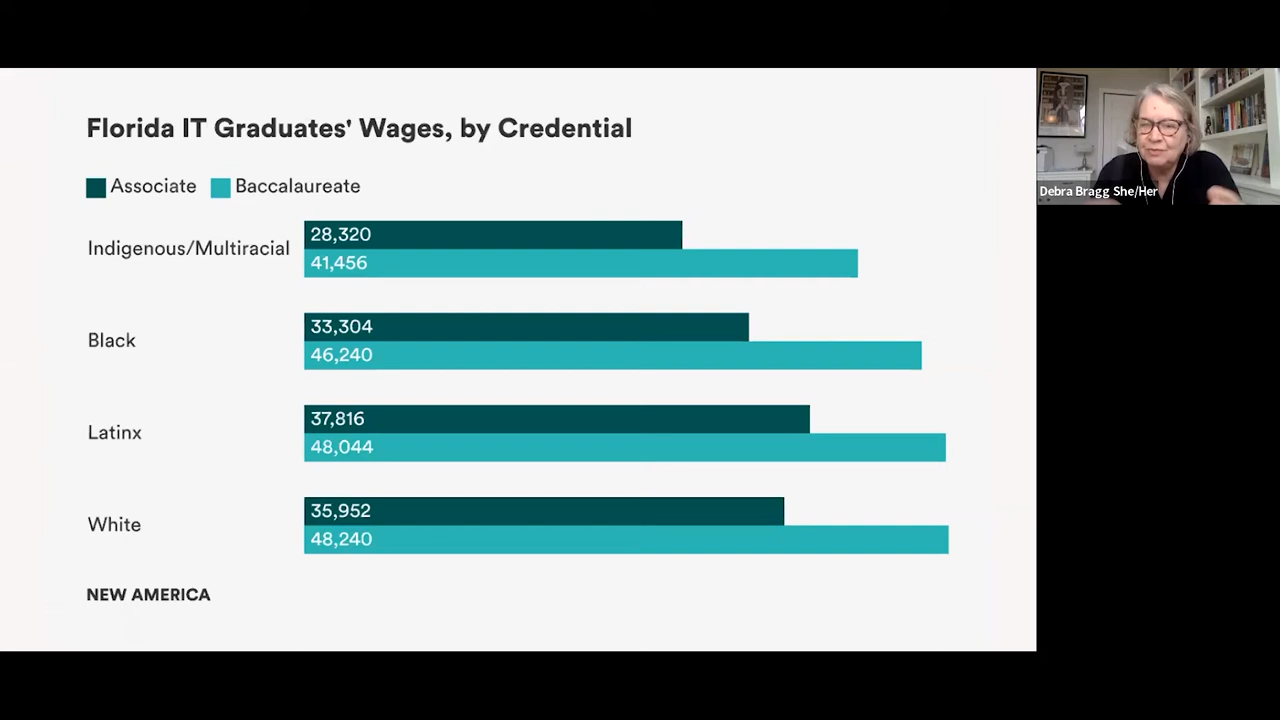 Florida IT Graduates' Wages, by Credential
Associate Baccalaureate
Indigenous/Multiracial
28,320
41,456
Black
33,304
46,240
Latinx
37,816
48,044
White
35,952
48,240
NEW AMERICA
Debra Bragg She/Her